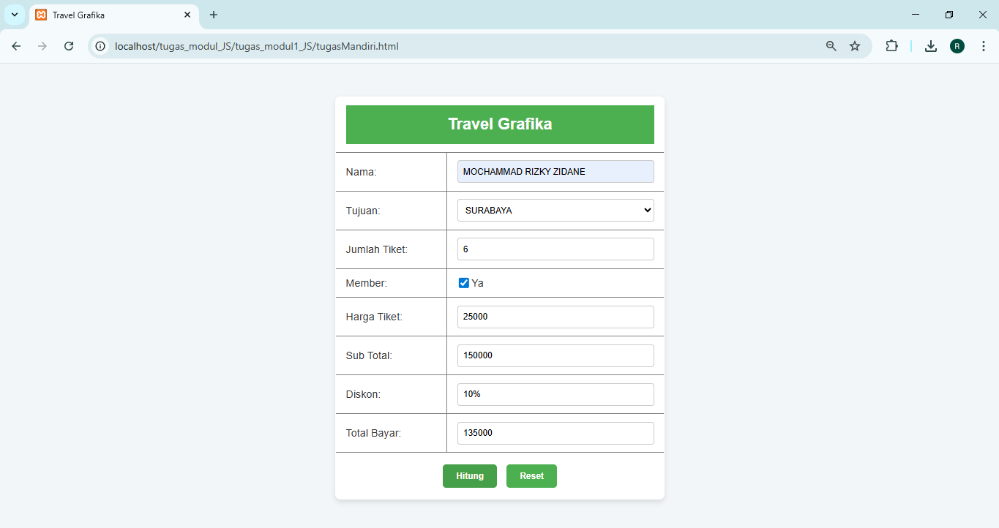 Travel Grafika
localhost/tugas_modul_JS/tugas_modul1_JS/tugasMandiri.html
R
Travel Grafika
Nama: MOCHAMMAD RIZKY ZIDANE
Tujuan: SURABAYA
Jumlah Tiket: 6
Member: Ya
Harga Tiket: 25000
Sub Total: 150000
Diskon: 10%
Total Bayar: 135000
Hitung Reset